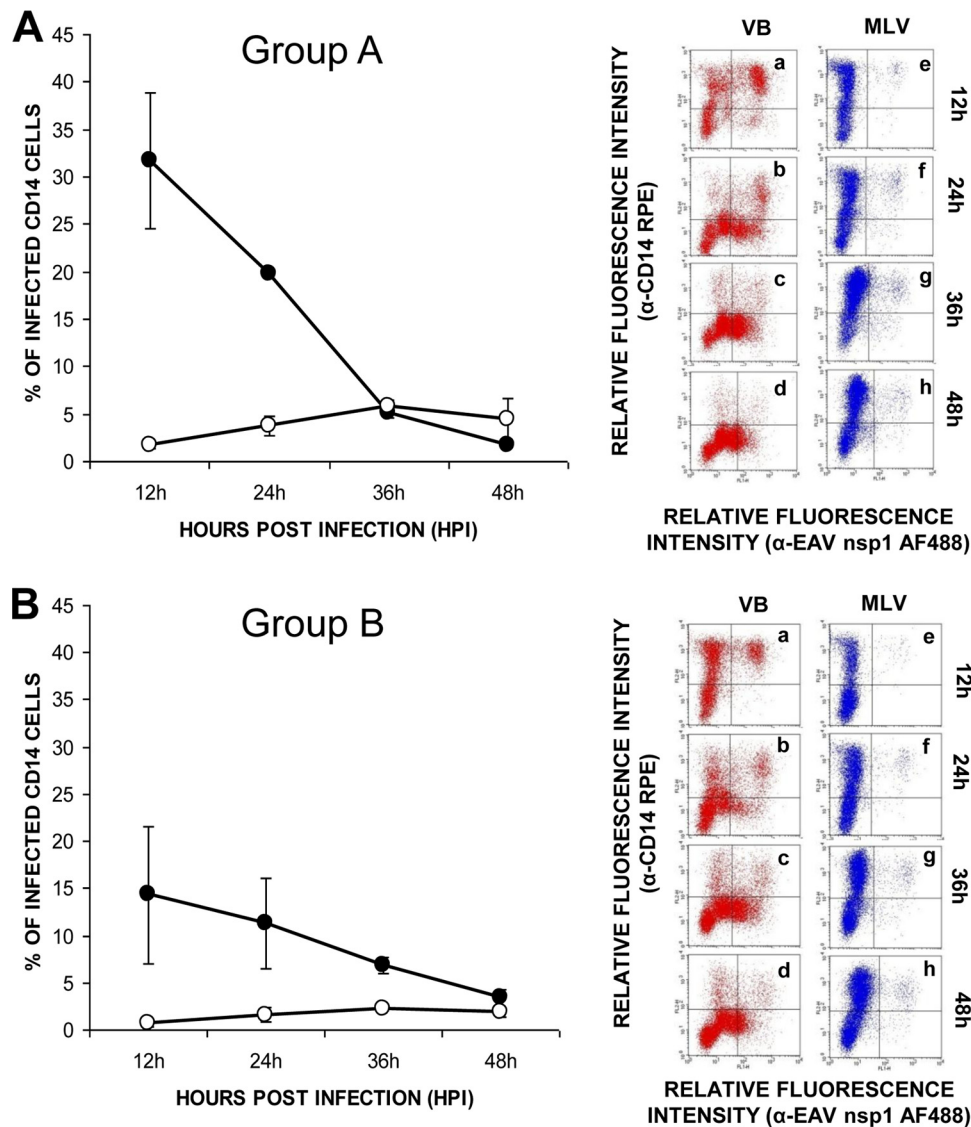 A
Group A
% OF INFECTED CD14 CELLS
45
40
35
30
25
20
15
10
5
0
12h
24h
36h
48h
HOURS POST INFECTION (HPI)
VB
MLV
RELATIVE FLUORESCENCE INTENSITY
(α-CD14 RPE)
a
e
12h
b
f
24h
c
g
36h
d
h
48h
FL1-H
FL1-H
RELATIVE FLUORESCENCE
INTENSITY (α-EAV nsp1 AF488)
B
Group B
% OF INFECTED CD14 CELLS
45
40
35
30
25
20
15
10
5
0
12h
24h
36h
48h
HOURS POST INFECTION (HPI)
VB
MLV
RELATIVE FLUORESCENCE INTENSITY
(α-CD14 RPE)
a
e
12h
b
f
24h
c
g
36h
d
h
48h
FL1-H
FL1-H
RELATIVE FLUORESCENCE
INTENSITY (α-EAV nsp1 AF488)